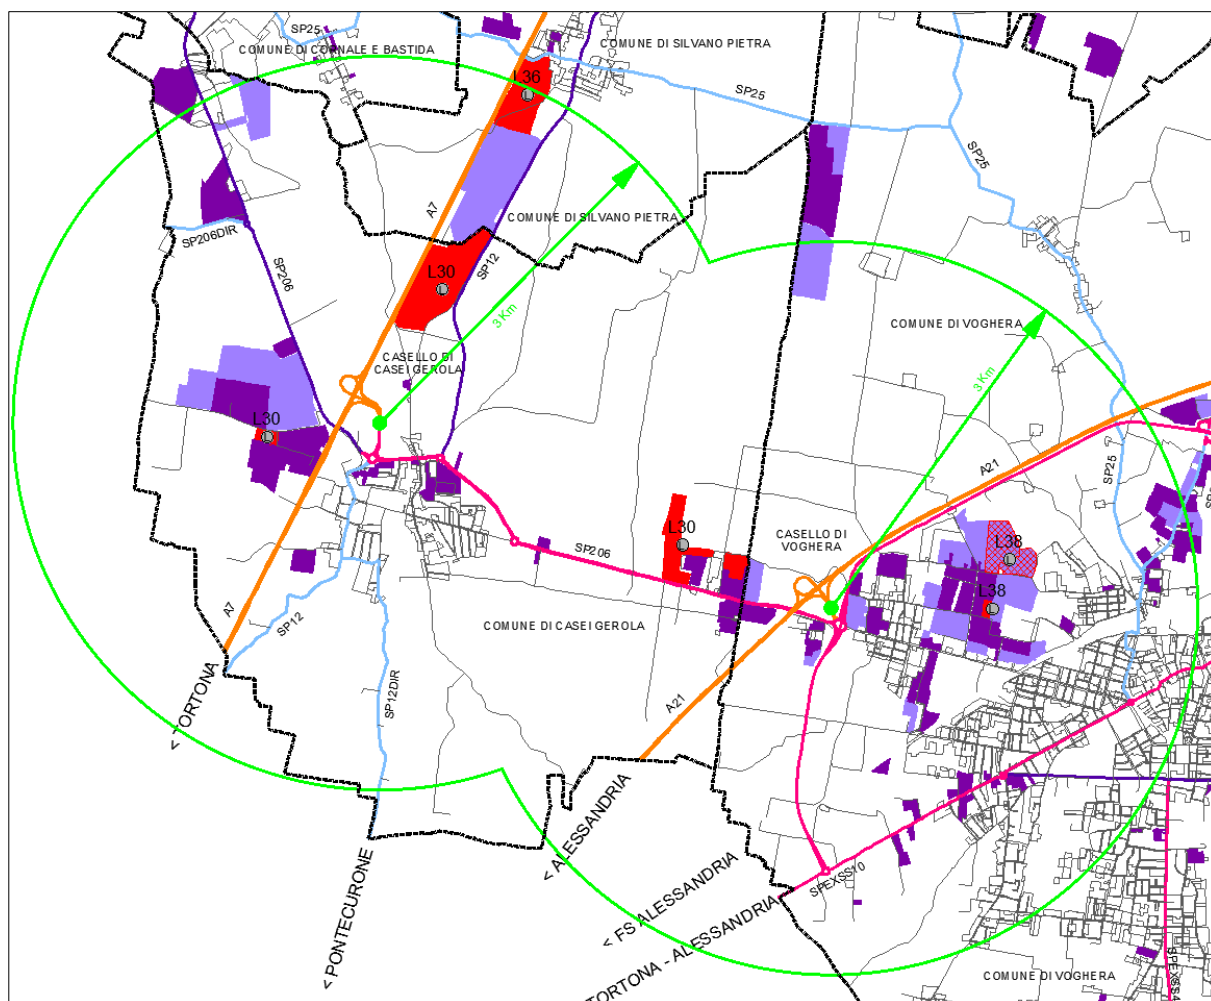 SP25
COMUNE DI CORNALE E BASTIDA
COMUNE DI SILVANO PIETRA
L36
SP25
SP25
A7
COMUNE DI SILVANO PIETRA
SP206DIR
SP206
L30
SP12
3 Km
COMUNE DI VOGHERA
CASELLO DI
CASEI GEROLA
3 Km
L30
A21
SP25
L30
SP206
CASELLO DI
VOGHERA
L38
L38
A7
SP12
COMUNE DI CASEI GEROLA
< TORTONA
SP12DIR
A21
< ALESSANDRIA
< PONTECURONE
< FS ALESSANDRIA
SPEXSS10
TORTONA - ALESSANDRIA
COMUNE DI VOGHERA